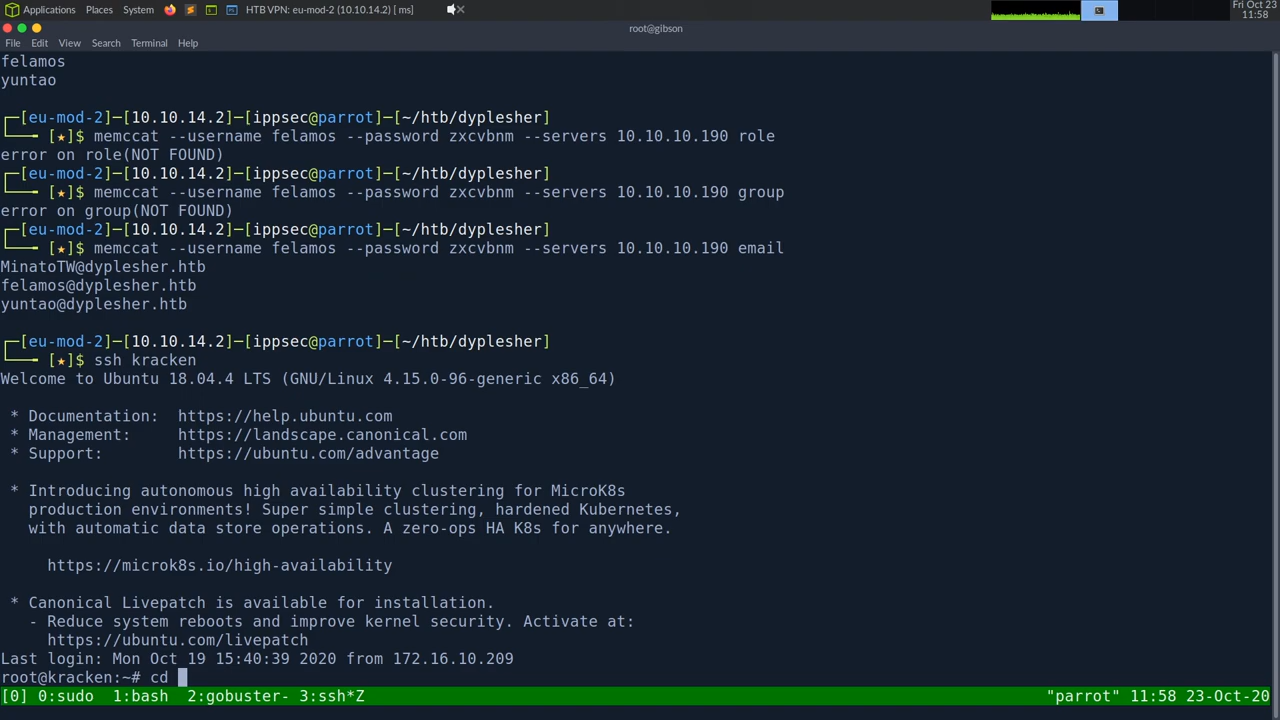 Applications Places System HTB VPN: eu-mod-2 (10.10.14.2) [ms] Fri Oct 23
11:58
root@gibson
File Edit View Search Terminal Help
felamos
yuntao
┌─[eu-mod-2]─[10.10.14.2]─[ippsec@parrot]─[~/htb/dyplesher]
└──╼ [★]$ memccat --username felamos --password zxcvbnm --servers 10.10.10.190 role
error on role(NOT FOUND)
┌─[eu-mod-2]─[10.10.14.2]─[ippsec@parrot]─[~/htb/dyplesher]
└──╼ [★]$ memccat --username felamos --password zxcvbnm --servers 10.10.10.190 group
error on group(NOT FOUND)
┌─[eu-mod-2]─[10.10.14.2]─[ippsec@parrot]─[~/htb/dyplesher]
└──╼ [★]$ memccat --username felamos --password zxcvbnm --servers 10.10.10.190 email
MinatoTW@dyplesher.htb
felamos@dyplesher.htb
yuntao@dyplesher.htb
┌─[eu-mod-2]─[10.10.14.2]─[ippsec@parrot]─[~/htb/dyplesher]
└──╼ [★]$ ssh kracken
Welcome to Ubuntu 18.04.4 LTS (GNU/Linux 4.15.0-96-generic x86_64)
* Documentation: https://help.ubuntu.com
* Management: https://landscape.canonical.com
* Support: https://ubuntu.com/advantage
* Introducing autonomous high availability clustering for MicroK8s
production environments! Super simple clustering, hardened Kubernetes,
with automatic data store operations. A zero-ops HA K8s for anywhere.
https://microk8s.io/high-availability
* Canonical Livepatch is available for installation.
- Reduce system reboots and improve kernel security. Activate at:
https://ubuntu.com/livepatch
Last login: Mon Oct 19 15:40:39 2020 from 172.16.10.209
root@kracken:~# cd
[0] 0:sudo 1:bash 2:gobuster- 3:ssh*Z "parrot" 11:58 23-Oct-20